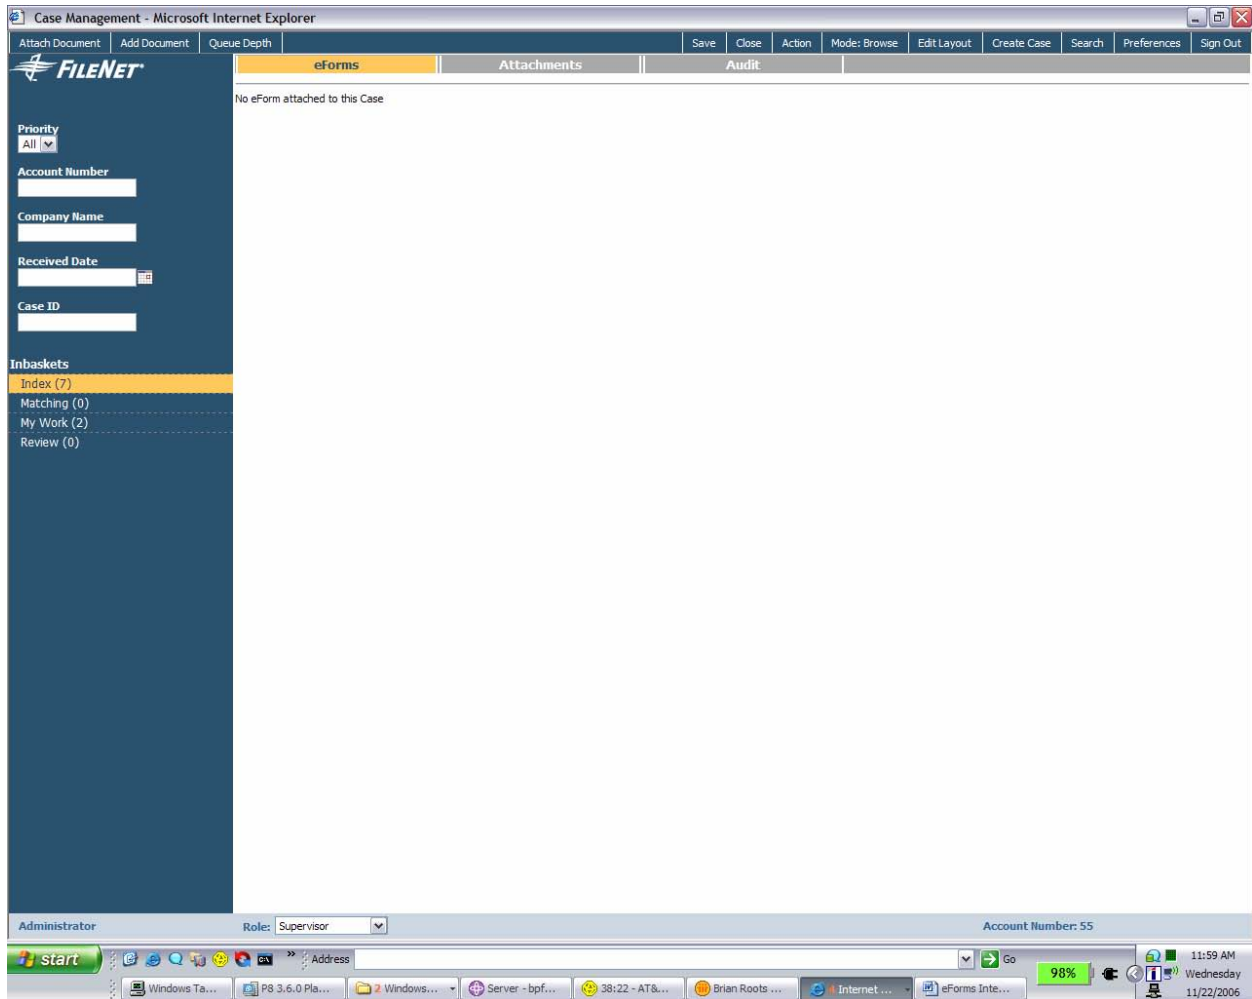 Case Management - Microsoft Internet Explorer
Attach Document Add Document Queue Depth Save Close Action Mode: Browse Edit Layout Create Case Search Preferences Sign Out
FILENET
eForms Attachments Audit
No eForm attached to this Case
Priority
All
Account Number
Company Name
Received Date
Case ID
Inbaskets
Index (7)
Matching (0)
My Work (2)
Review (0)
Administrator Role: Supervisor Account Number: 55
start » Address Go 98% 11:59 AM
Wednesday
Windows Ta... P8 3.6.0 Pla... 2 Windows... Server - bpf... 38:22 - AT&... Brian Roots ... 4 Internet ... eForms Inte... 11/22/2006